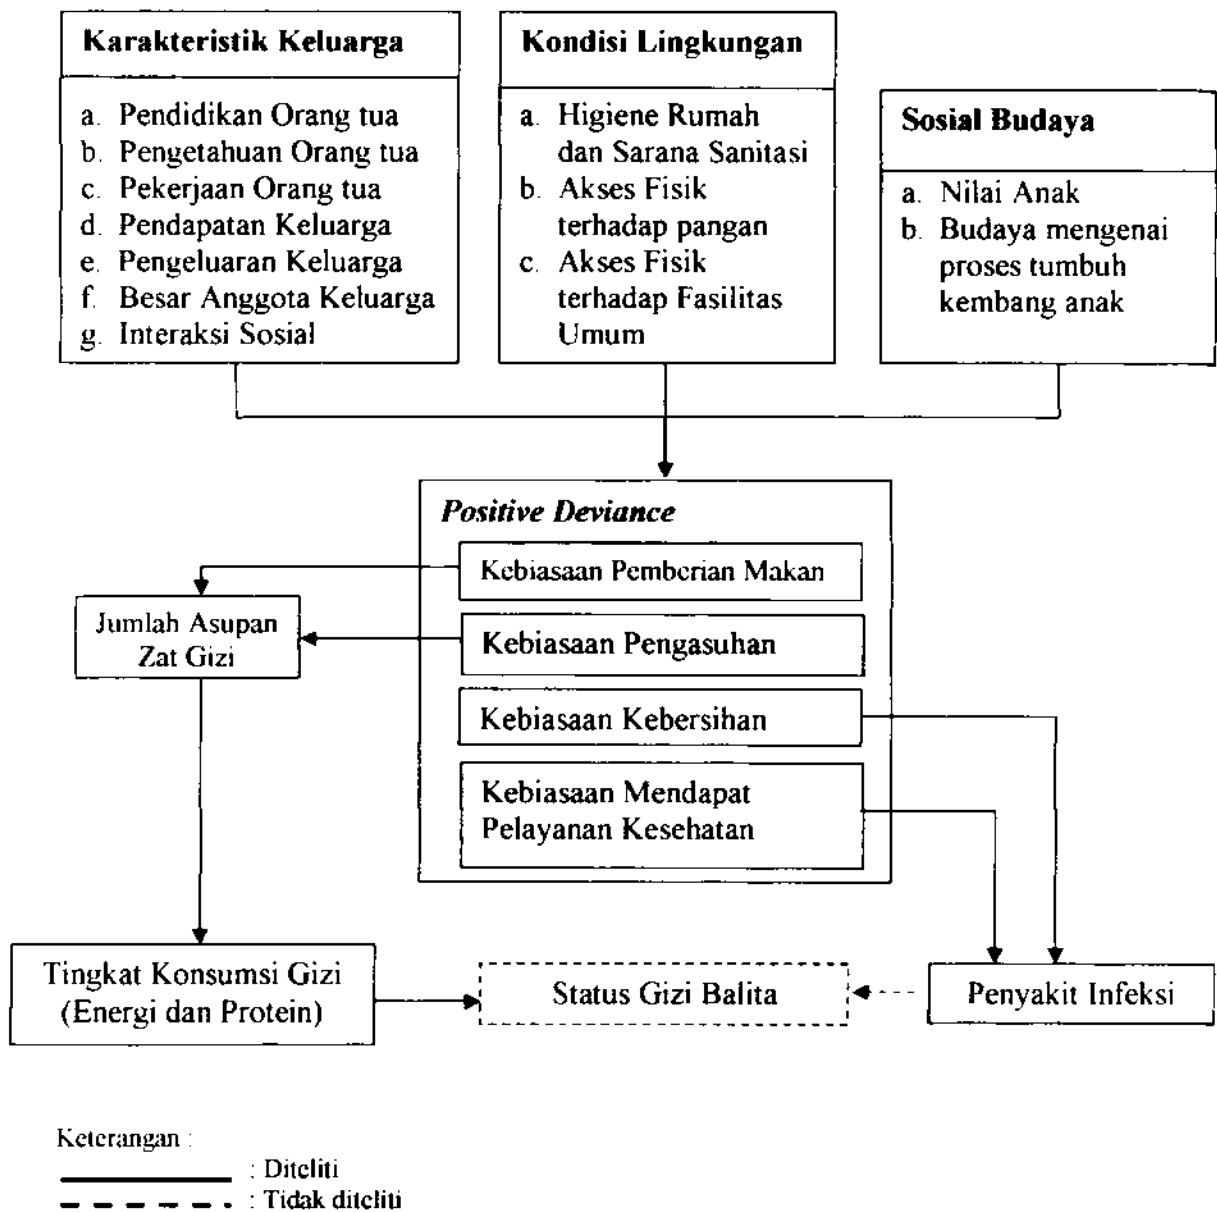 Karakteristik Keluarga
a. Pendidikan Orang tua
b. Pengetahuan Orang tua
c. Pekerjaan Orang tua
d. Pendapatan Keluarga
e. Pengeluaran Keluarga
f. Besar Anggota Keluarga
g. Interaksi Sosial
Kondisi Lingkungan
a. Higiene Rumah
dan Sarana Sanitasi
b. Akses Fisik
terhadap pangan
c. Akses Fisik
terhadap Fasilitas
Umum
Sosial Budaya
a. Nilai Anak
b. Budaya mengenai
proses tumbuh
kembang anak
Positive Deviance
Kebiasaan Pemberian Makan
Kebiasaan Pengasuhan
Kebiasaan Kebersihan
Kebiasaan Mendapat
Pelayanan Kesehatan
Jumlah Asupan
Zat Gizi
Tingkat Konsumsi Gizi
(Energi dan Protein)
Status Gizi Balita
Penyakit Infeksi
Keterangan :
: Diteliti
: Tidak diteliti